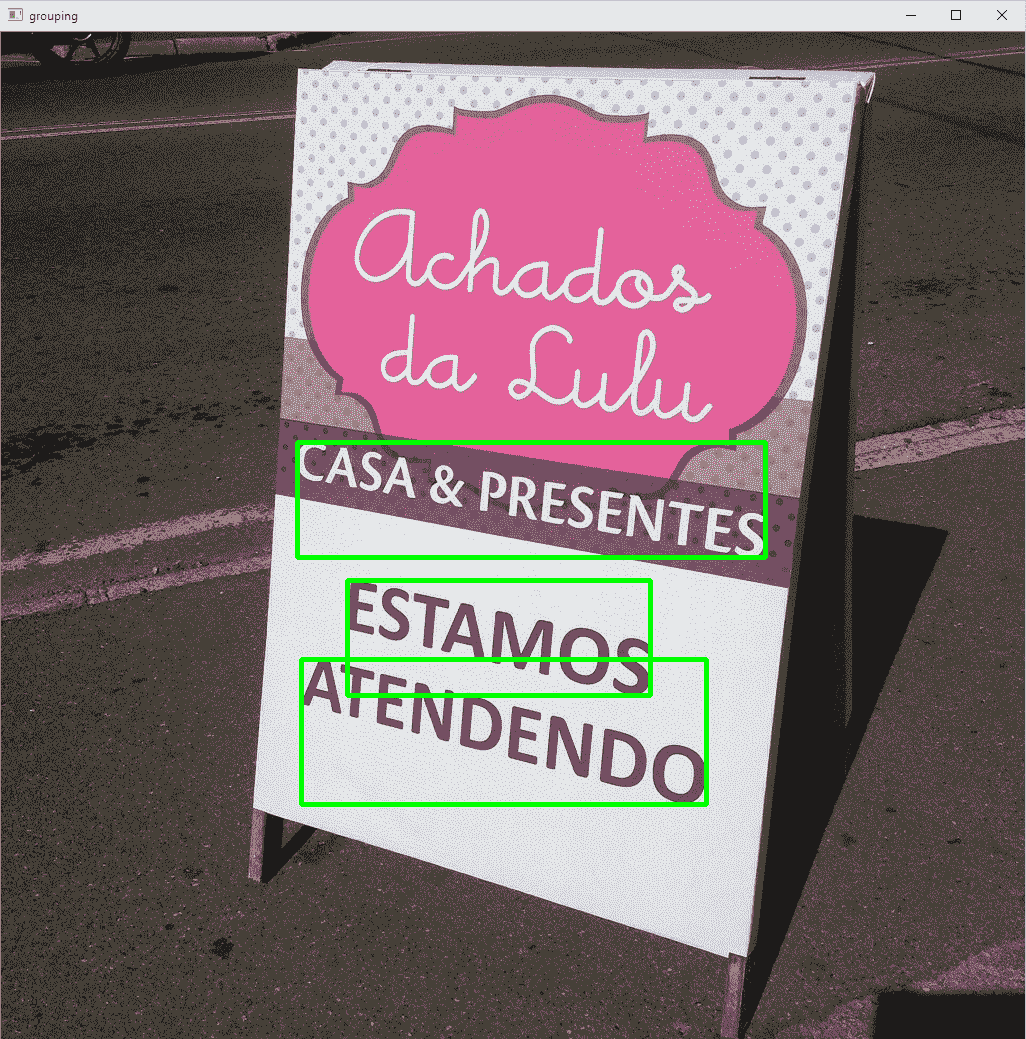 grouping
Achados
da Lulu
CASA & PRESENTES
ESTAMOS
ATENDENDO